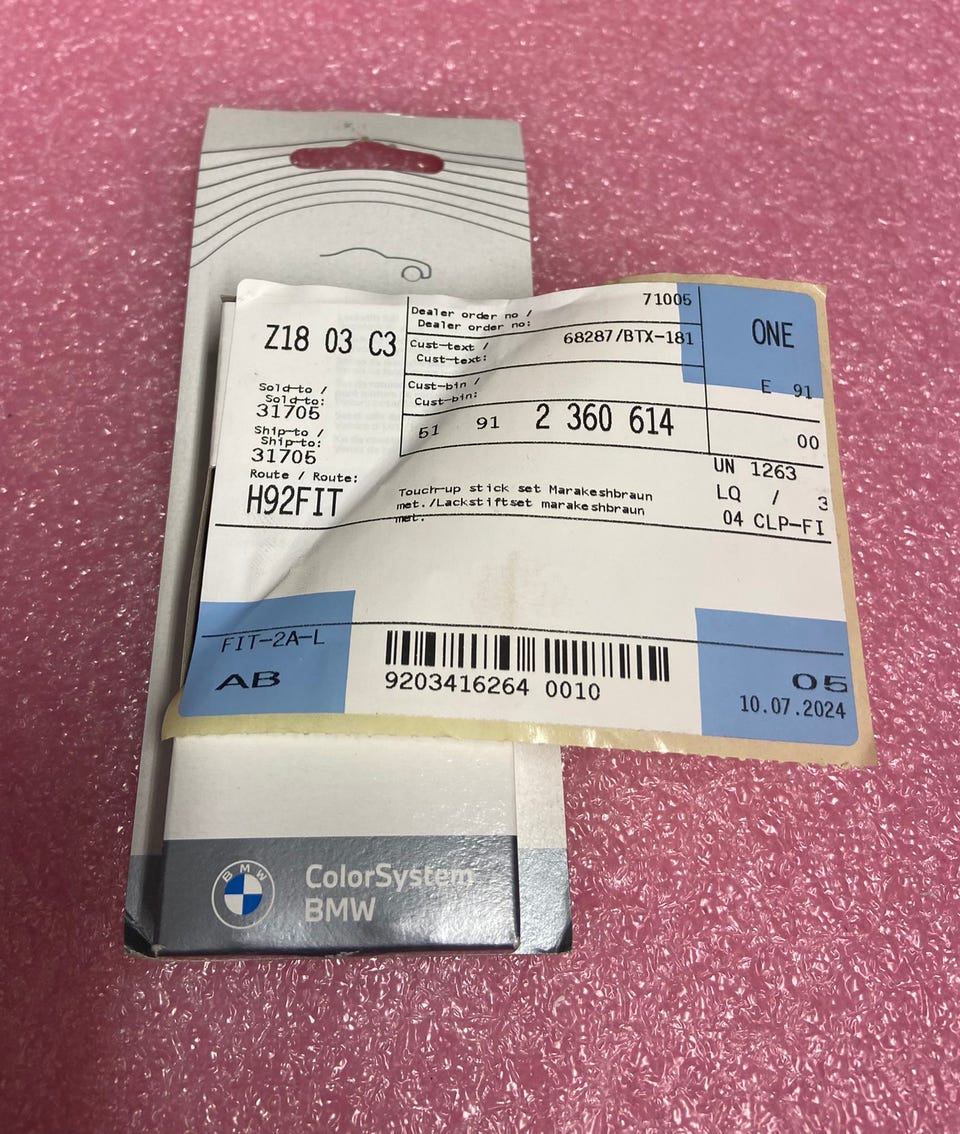 Z18 03 C3
Dealer order no /
Dealer order no:
71005
Cust-text /
Cust-text:
68287/BTX-181
Cust-bin /
Cust-bin:
51 91 2 360 614
ONE
E 91
00
Sold-to /
Sold-to:
31705
Ship-to /
Ship-to:
31705
Route / Route:
H92FIT
Touch-up stick set Marakeshbraun
met./Lackstiftset marakeshbraun
met.
UN 1263
LQ / 3
04 CLP-FI
FIT-2A-L
AB
9203416264 0010
05
10.07.2024
BMW
ColorSystem
BMW